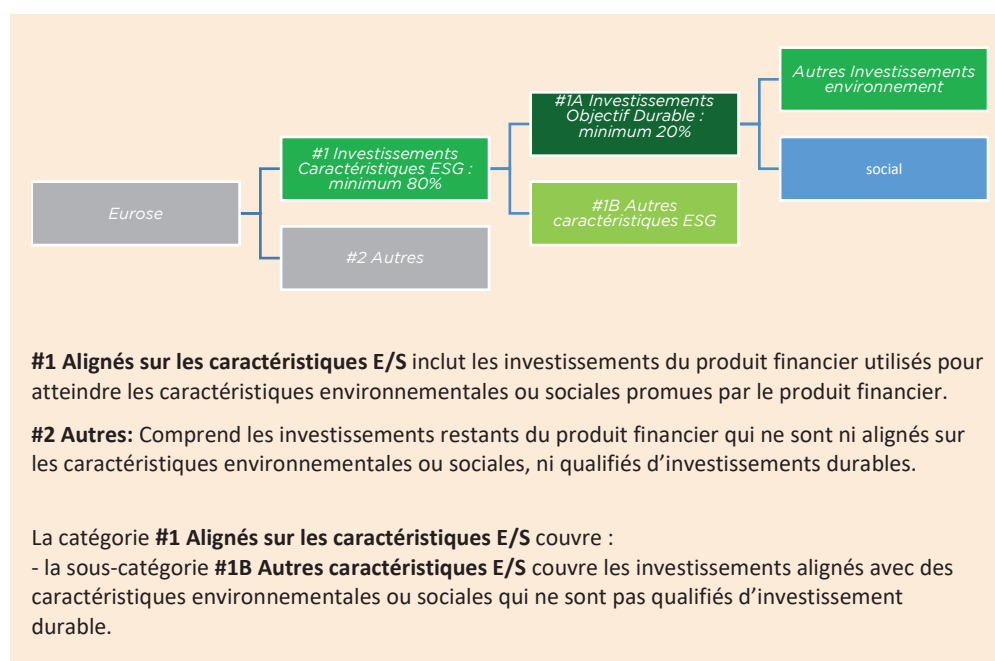 Autres Investissements
environnement
#1A Investissements
Objectif Durable :
minimum 20%
#1 Investissements
Caractéristiques ESG :
minimum 80%
social
Eurose
#1B Autres
caractéristiques ESG
#2 Autres
#1 Alignés sur les caractéristiques E/S inclut les investissements du produit financier utilisés pour
atteindre les caractéristiques environnementales ou sociales promues par le produit financier.
#2 Autres: Comprend les investissements restants du produit financier qui ne sont ni alignés sur
les caractéristiques environnementales ou sociales, ni qualifiés d’investissements durables.
La catégorie #1 Alignés sur les caractéristiques E/S couvre :
- la sous-catégorie #1B Autres caractéristiques E/S couvre les investissements alignés avec des
caractéristiques environnementales ou sociales qui ne sont pas qualifiés d’investissement
durable.